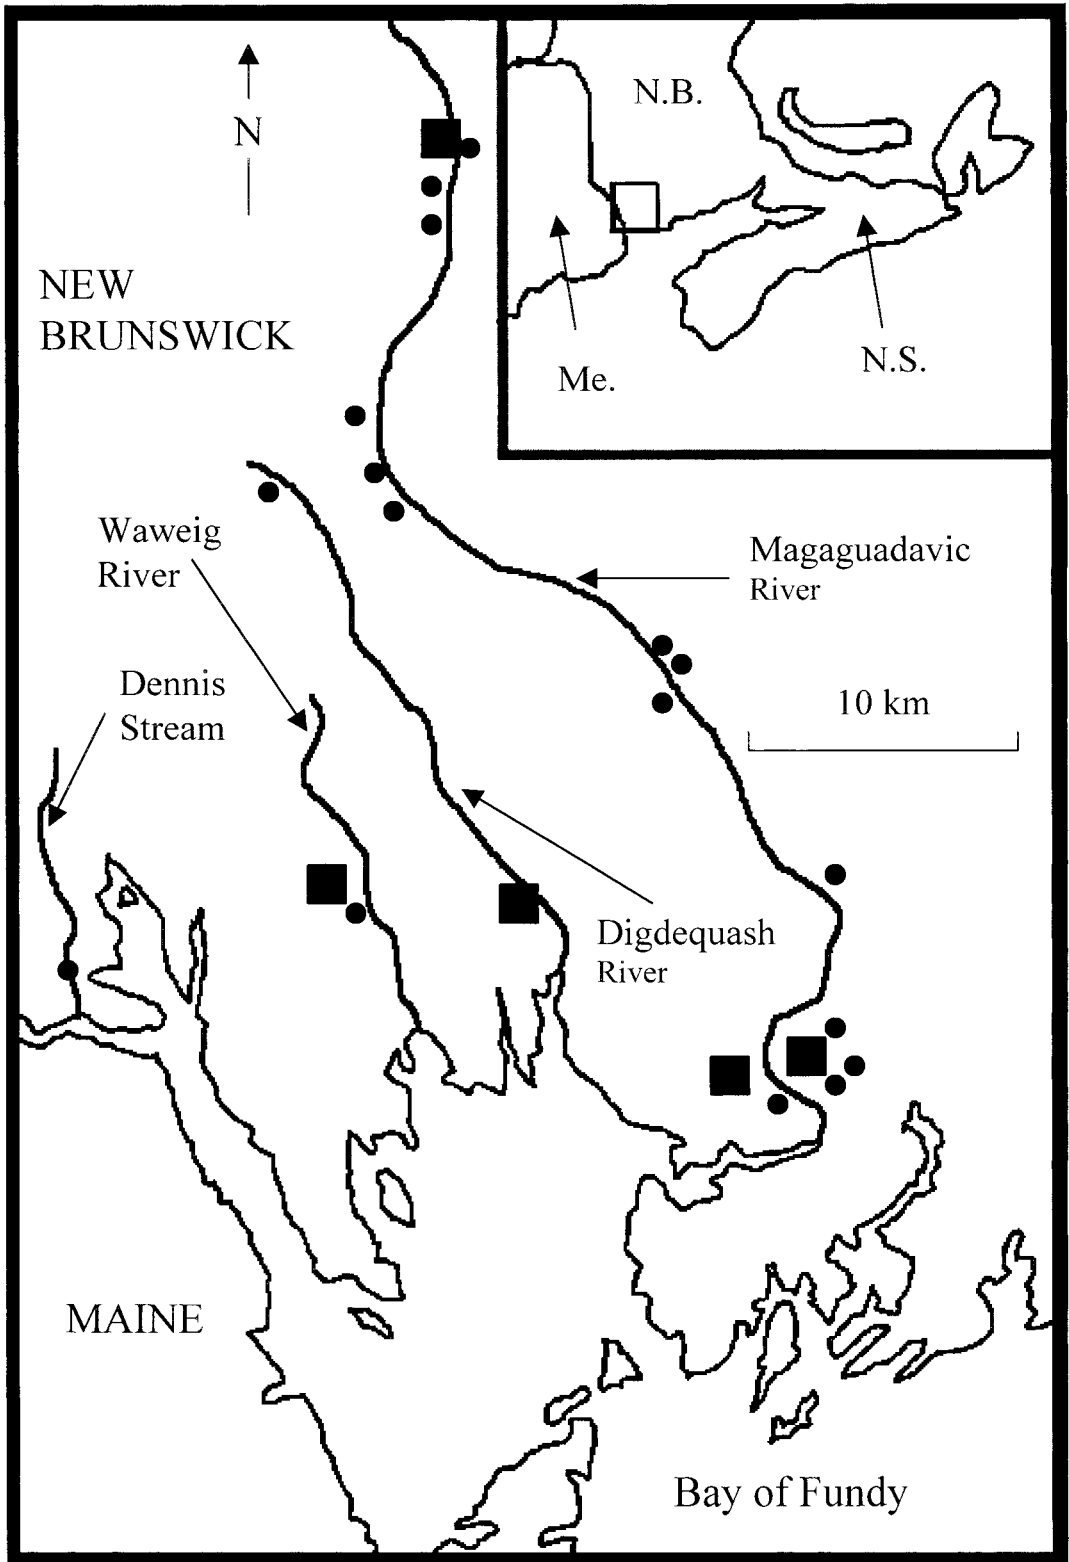 N
N.B.
NEW
BRUNSWICK
Me.
N.S.
Waweig
River
Magaguadavic
River
Dennis
Stream
10 km
Digdequash
River
MAINE
Bay of Fundy